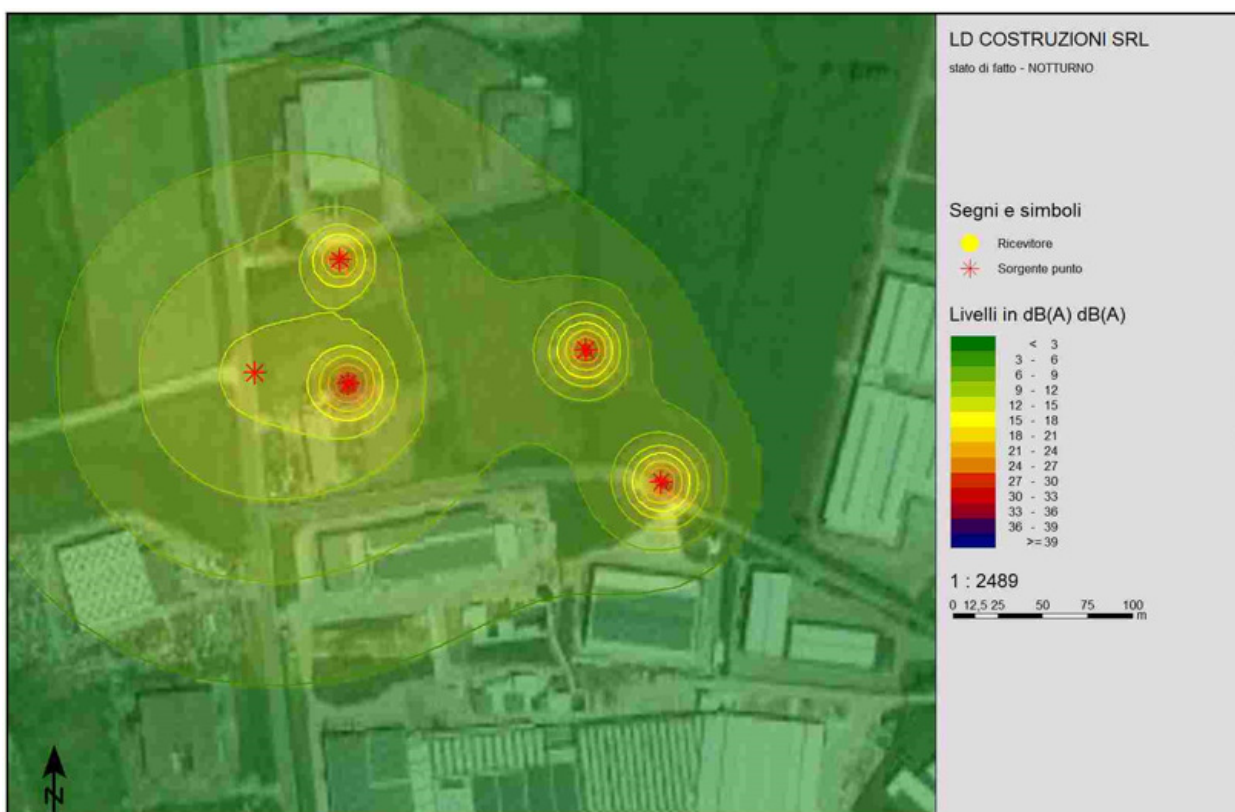 LD COSTRUZIONI SRL
stato di fatto - NOTTURNO
Segni e simboli
Ricevitore
Sorgente punto
Livelli in dB(A) dB(A)
< 3
3 - 6
6 - 9
9 - 12
12 - 15
15 - 18
18 - 21
21 - 24
24 - 27
27 - 30
30 - 33
33 - 36
36 - 39
>= 39
1 : 2489
0 12,5 25 50 75 100
m
N